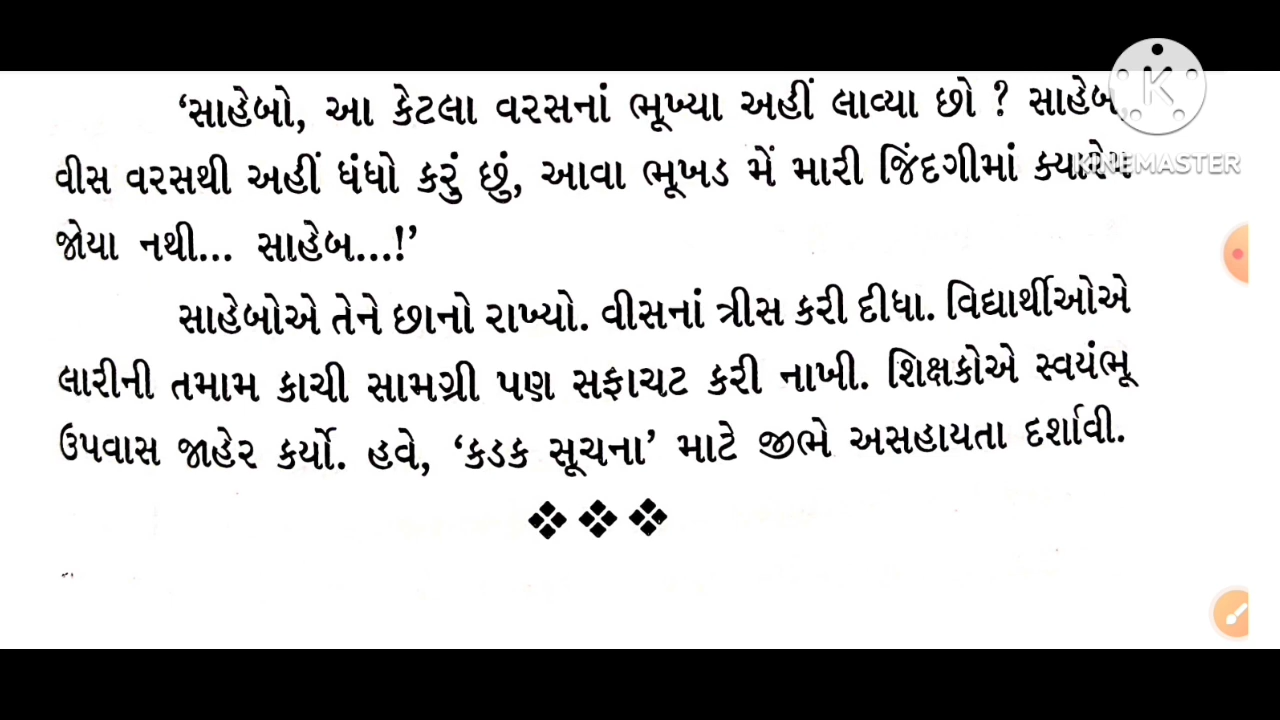 ‘સાહેબો, આ કેટલા વરસનાં ભૂખ્યા અહીં લાવ્યા છો ? સાહેબ,
વીસ વરસથી અહીં ધંધો કરું છું, આવા ભૂખડ મેં મારી જિંદગીમાં
જોયા નથી... સાહેબ...!’
સાહેબોએ તેને છાનો રાખ્યો. વીસનાં ત્રીસ કરી દીધા. વિદ્યાર્થીઓએ
લારીની તમામ કાચી સામગ્રી પણ સફાચટ કરી નાખી. શિક્ષકોએ સ્વયંભૂ
ઉપવાસ જાહેર કર્યો. હવે, ‘કડક સૂચના’ માટે જીભે અસહાયતા દર્શાવી.
K
KINEMASTER